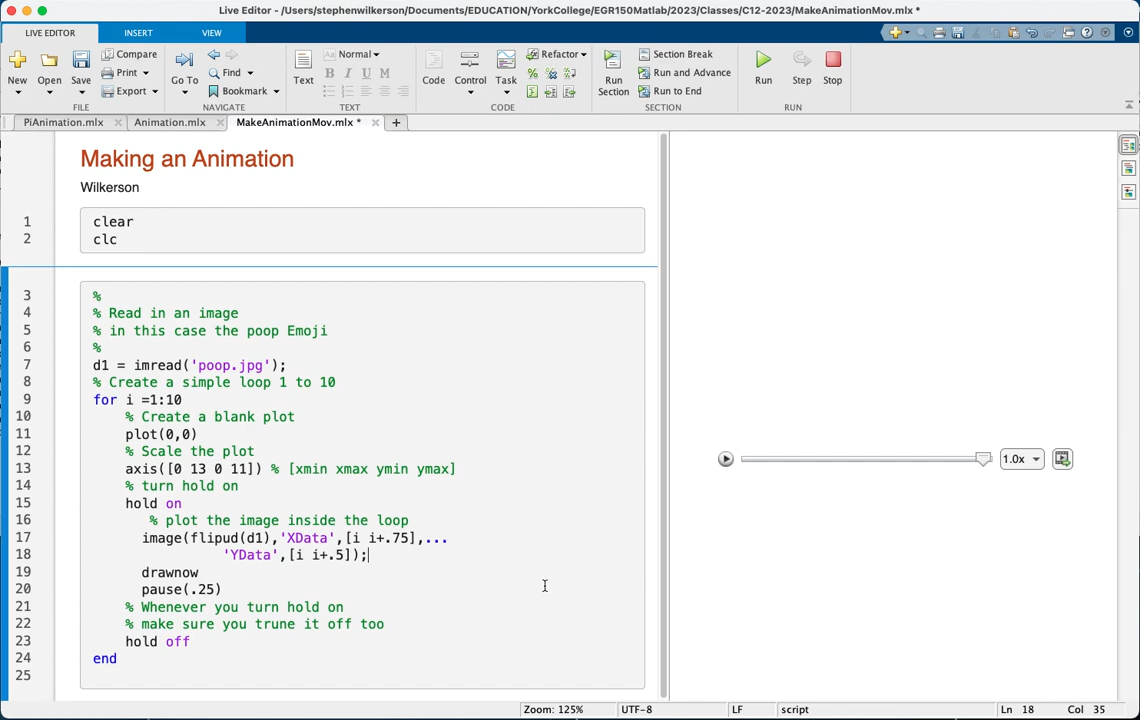 Live Editor - /Users/stephenwilkerson/Documents/EDUCATION/YorkCollege/EGR150Matlab/2023/Classes/C12-2023/MakeAnimationMov.mlx *
LIVE EDITOR INSERT VIEW
New Open Save Compare Print Export
FILE
Go To Find Bookmark
NAVIGATE
Text Aa Normal
B I U M
TEXT
Code Control Task Refactor
CODE
Run Section Section Break Run and Advance Run to End
SECTION
Run Step Stop
RUN
PiAnimation.mlx Animation.mlx MakeAnimationMov.mlx * +
Making an Animation
Wilkerson
1 clear
2 clc
3 %
4 % Read in an image
5 % in this case the poop Emoji
6 %
7 d1 = imread('poop.jpg');
8 % Create a simple loop 1 to 10
9 for i =1:10
10 % Create a blank plot
11 plot(0,0)
12 % Scale the plot
13 axis([0 13 0 11]) % [xmin xmax ymin ymax]
14 % turn hold on
15 hold on
16 % plot the image inside the loop
17 image(flipud(d1),'XData',[i i+.75],...
18 'YData',[i i+.5]);
19 drawnow
20 pause(.25)
21 % Whenever you turn hold on
22 % make sure you trune it off too
23 hold off
24 end
25
1.0x
Zoom: 125% UTF-8 LF script Ln 18 Col 35